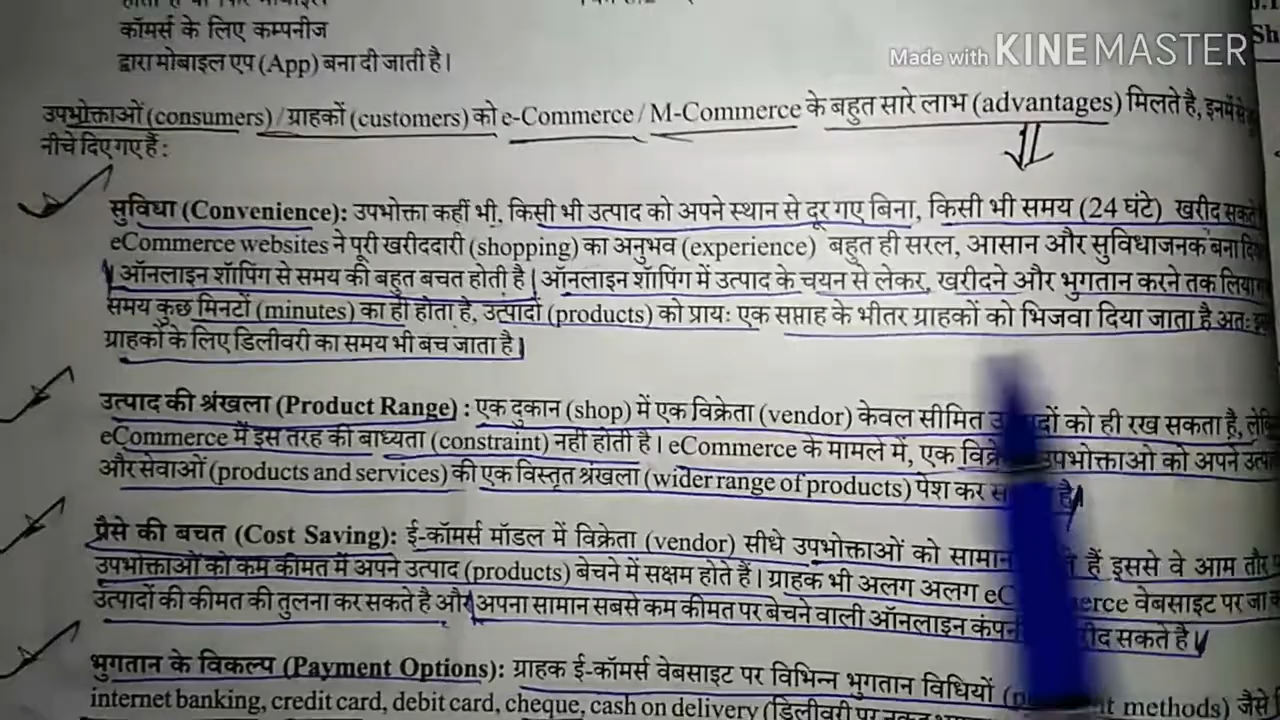 कॉमर्स के लिए कम्पनीज
द्वारा मोबाइल एप (App) बना दी जाती है।
Made with KINEMASTER
Sh
उपभोक्ताओं (consumers) / ग्राहकों (customers) को e-Commerce / M-Commerce के बहुत सारे लाभ (advantages) मिलते है, इनमें से
नीचे दिए गए हैं :
सुविधा (Convenience): उपभोक्ता कहीं भी, किसी भी उत्पाद को अपने स्थान से दूर गए बिना, किसी भी समय (24 घंटे) खरीद सकते
eCommerce websites ने पूरी खरीददारी (shopping) का अनुभव (experience) बहुत ही सरल, आसान और सुविधाजनक बना
ऑनलाइन शॉपिंग से समय की बहुत बचत होती है। ऑनलाइन शॉपिंग में उत्पाद के चयन से लेकर, खरीदने और भुगतान करने तक लिया
समय कुछ मिनटों (minutes) का ही होता है, उत्पादों (products) को प्रायः एक सप्ताह के भीतर ग्राहकों को भिजवा दिया जाता है अतः
ग्राहकों के लिए डिलीवरी का समय भी बच जाता है।
उत्पाद की श्रंखला (Product Range) : एक दुकान (shop) में एक विक्रेता (vendor) केवल सीमित को ही रख सकता है,
eCommerce में इस तरह की बाध्यता (constraint) नही होती है। eCommerce के मामले में, एक उपभोक्ताओ को अपने
और सेवाओं (products and services) की एक विस्तृत श्रंखला (wider range of products) पेश कर है।
प्रैसे की बचत (Cost Saving): ई-कॉमर्स मॉडल में विक्रेता (vendor) सीधे उपभोक्ताओं को हैं इससे वे आम तौर
उपभोक्ताओं को कम कीमत में अपने उत्पाद (products) बेचने में सक्षम होते हैं। ग्राहक भी अलग अलग वेबसाइट पर जा
उत्पादों की कीमत की तुलना कर सकते है और अपना सामान सबसे कम कीमत पर बेचने वाली ऑनलाइन सकते है।
भुगतान के विकल्प (Payment Options): ग्राहक ई-कॉमर्स वेबसाइट पर विभिन्न भुगतान विधियों methods) जैसे
internet banking, credit card, debit card, cheque, cash on delivery (डिलीवरी पर